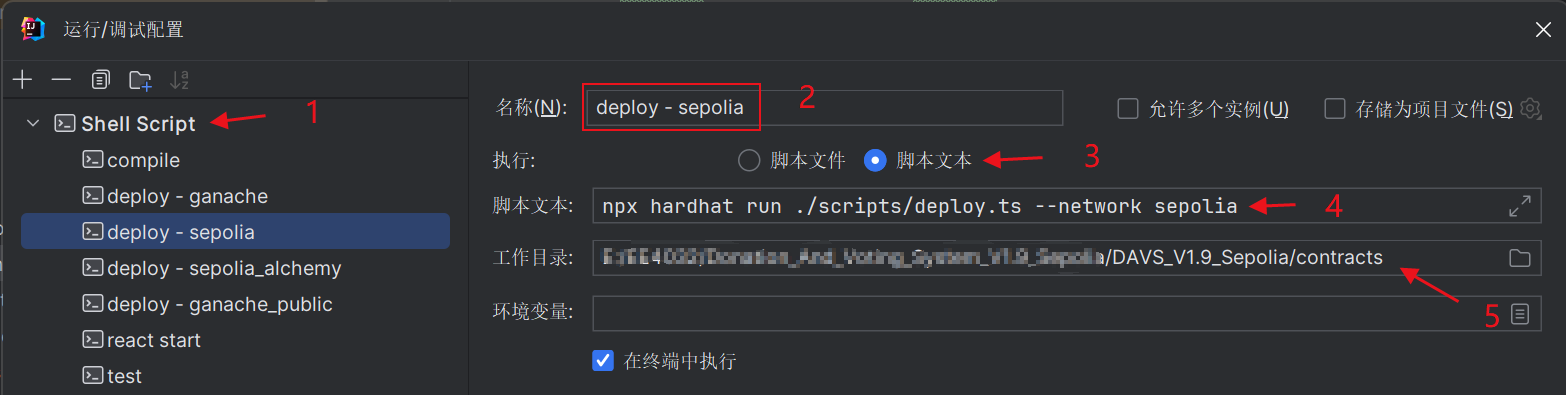 运行/调试配置
Shell Script
1
compile
deploy - ganache
deploy - sepolia
deploy - sepolia_alchemy
deploy - ganache_public
react start
test
名称(N): deploy - sepolia 2 允许多个实例(U) 存储为项目文件(S)
执行: 脚本文件 脚本文本 3
脚本文本: npx hardhat run ./scripts/deploy.ts --network sepolia 4
工作目录: /DAVS_V1.9_Sepolia/contracts
5
环境变量:
在终端中执行